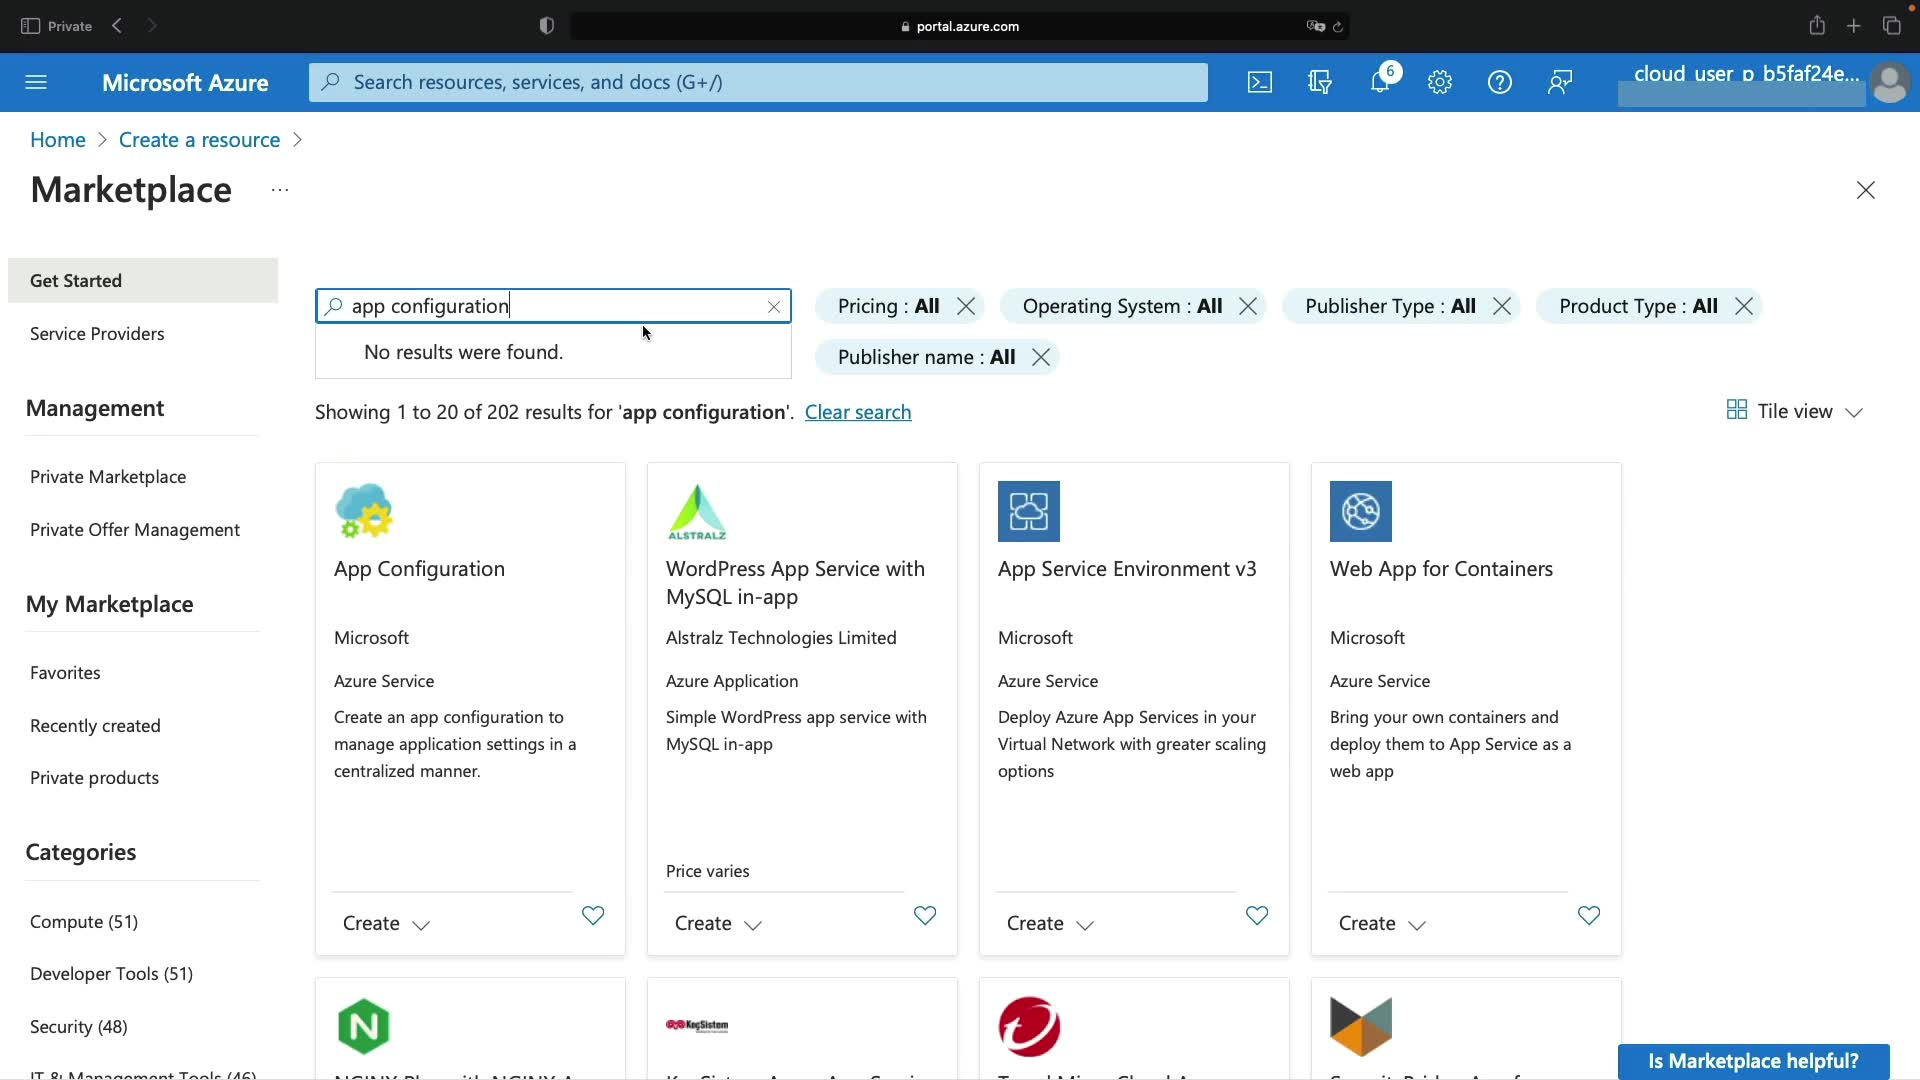 Private
portal.azure.com
Microsoft Azure
Search resources, services, and docs (G+/)
6
cloud_user_p_b5faf24e...
Home
Create a resource
Marketplace
...
Get Started
Service Providers
Management
Private Marketplace
Private Offer Management
My Marketplace
Favorites
Recently created
Private products
Categories
Compute (51)
Developer Tools (51)
Security (48)
IT & Management Tools (46)
app configuration
No results were found.
Pricing : All
Operating System : All
Publisher Type : All
Product Type : All
Publisher name : All
Showing 1 to 20 of 202 results for 'app configuration'. Clear search
Tile view
App Configuration
Microsoft
Azure Service
Create an app configuration to
manage application settings in a
centralized manner.
Create
ALSTRALZ
WordPress App Service with
MySQL in-app
Alstralz Technologies Limited
Azure Application
Simple WordPress app service with
MySQL in-app
Price varies
Create
App Service Environment v3
Microsoft
Azure Service
Deploy Azure App Services in your
Virtual Network with greater scaling
options
Create
Web App for Containers
Microsoft
Azure Service
Bring your own containers and
deploy them to App Service as a
web app
Create
N
KogSistem
Is Marketplace helpful?